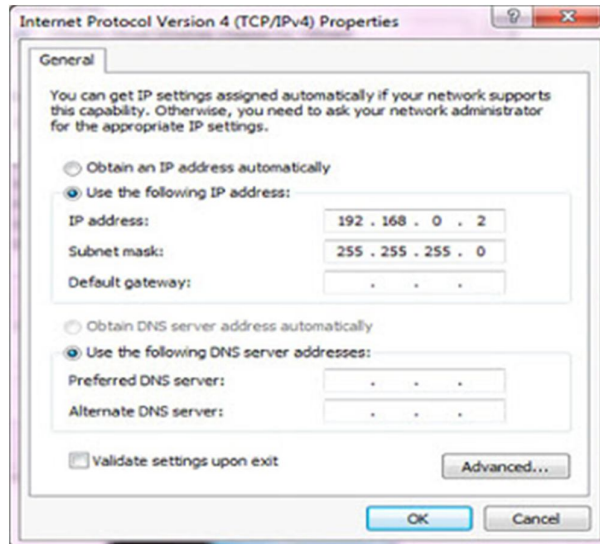 Internet Protocol Version 4 (TCP/IPv4) Properties
General
You can get IP settings assigned automatically if your network supports
this capability. Otherwise, you need to ask your network administrator
for the appropriate IP settings.
Obtain an IP address automatically
Use the following IP address:
IP address: 192 . 168 . 0 . 2
Subnet mask: 255 . 255 . 255 . 0
Default gateway: . . .
Obtain DNS server address automatically
Use the following DNS server addresses:
Preferred DNS server: . . .
Alternate DNS server: . . .
Validate settings upon exit
Advanced...
OK Cancel